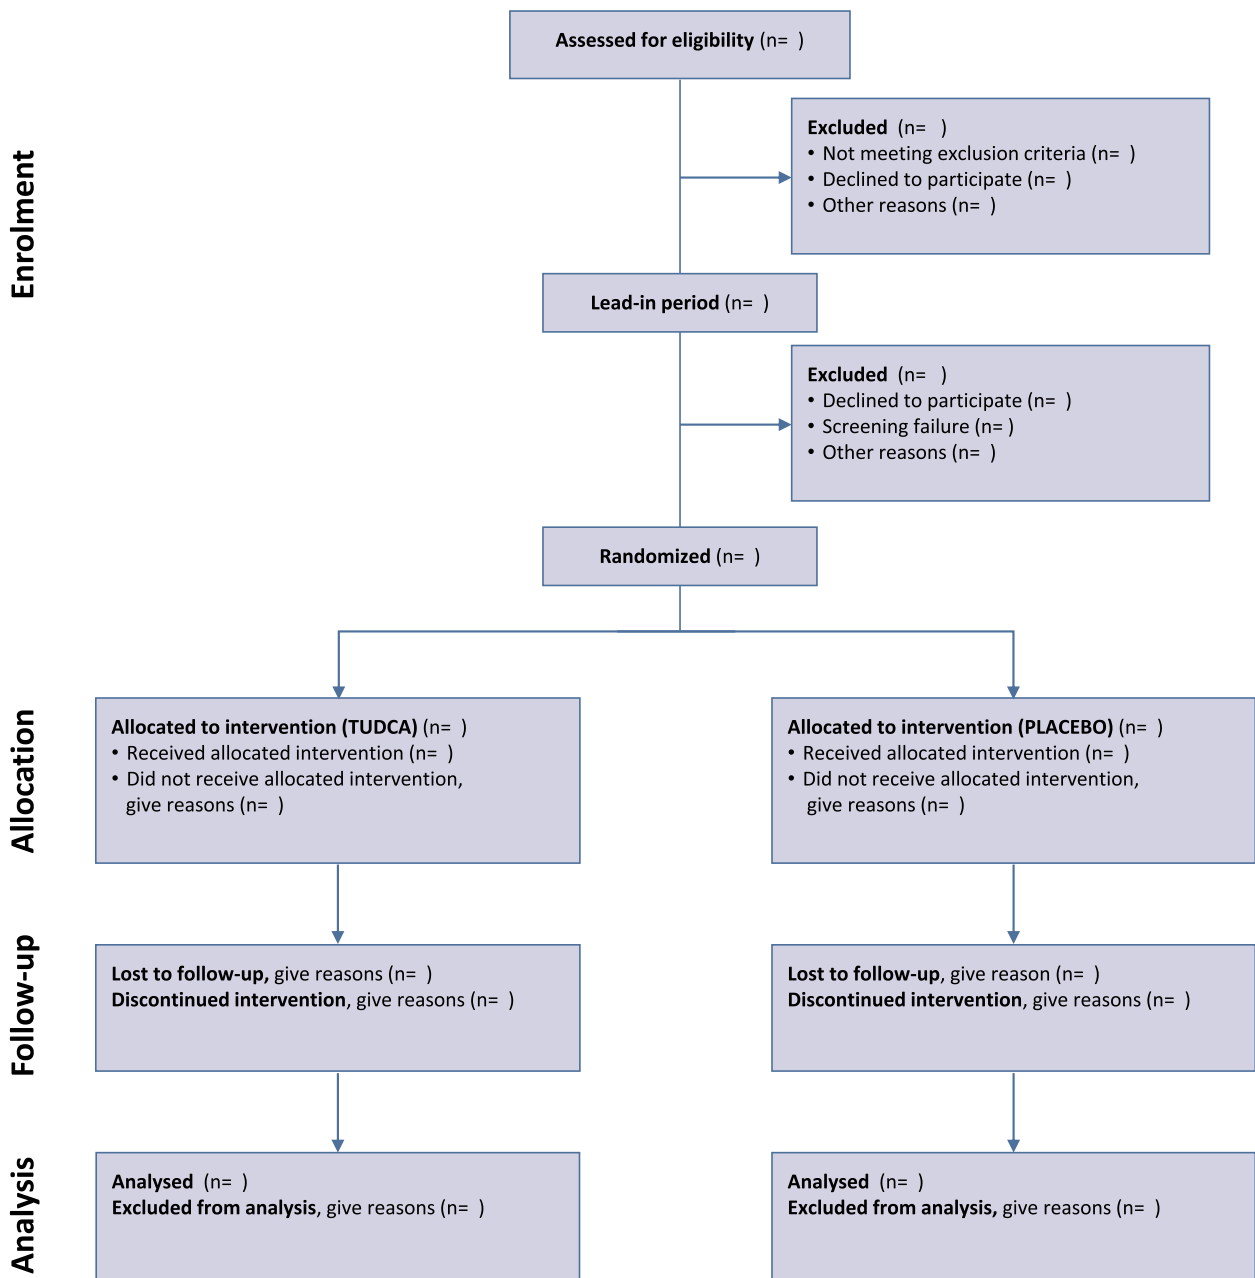 Enrolment
Assessed for eligibility (n=  )
Excluded  (n=   )
• Not meeting exclusion criteria (n=  )
• Declined to participate (n=  )
• Other reasons (n=  )
Lead-in period (n=  )
Excluded  (n=   )
• Declined to participate (n=  )
• Screening failure (n= )
• Other reasons (n=  )
Randomized (n=  )
Allocation
Allocated to intervention (TUDCA) (n=  )
• Received allocated intervention (n=  )
• Did not receive allocated intervention,
give reasons (n=  )
Allocated to intervention (PLACEBO) (n=  )
• Received allocated intervention (n=  )
• Did not receive allocated intervention,
give reasons (n=  )
Follow-up
Lost to follow-up, give reasons (n=  )
Discontinued intervention, give reasons (n=  )
Lost to follow-up, give reason (n=  )
Discontinued intervention, give reasons (n=  )
Analysis
Analysed  (n=  )
Excluded from analysis, give reasons (n=  )
Analysed  (n=  )
Excluded from analysis, give reasons (n=  )